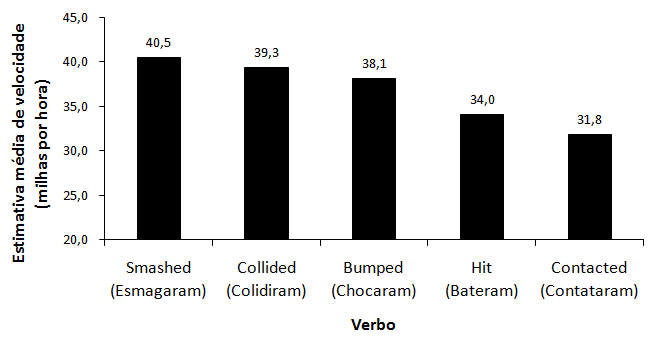 Estimativa média de velocidade
(milhas por hora)
45,0
40,0
35,0
30,0
25,0
20,0
40,5
39,3
38,1
34,0
31,8
Smashed
(Esmagaram)
Collided
(Colidiram)
Bumped
(Chocaram)
Hit
(Bateram)
Contacted
(Contataram)
Verbo